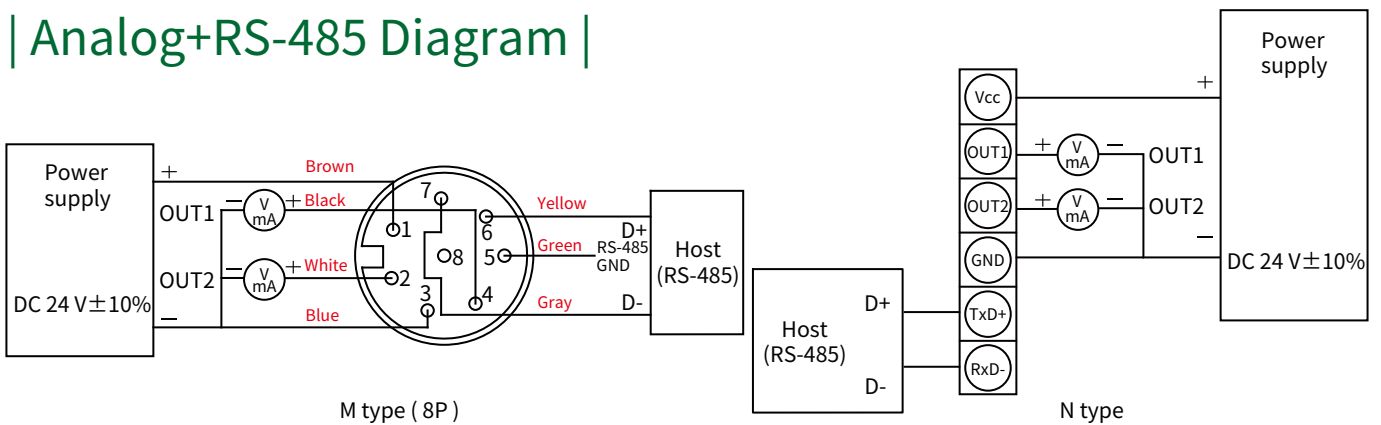 | Analog+RS-485 Diagram |
Power
supply
DC 24 V±10%
+
−
OUT1
OUT2
−
V
mA
+
−
V
mA
+
Brown
Black
White
Blue
7
1
6
8
5
2
3
4
Yellow
Green
Gray
D+
RS-485
GND
D-
Host
(RS-485)
M type ( 8P )
Host
(RS-485)
D+
D-
Vcc
OUT1
OUT2
GND
TxD+
RxD-
+
V
mA
−
OUT1
+
V
mA
−
OUT2
+
−
Power
supply
DC 24 V±10%
N type